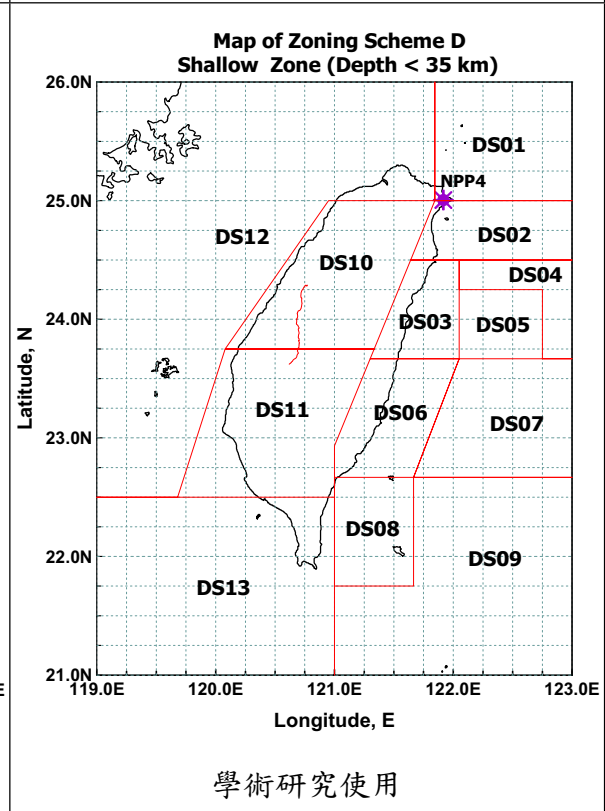 Map of Zoning Scheme D
Shallow Zone (Depth < 35 km)
26.0N
DS01
NPP4
25.0N
DS12
DS02
DS10
DS04
24.0N
DS03
DS05
Latitude, N
DS11
DS06
DS07
23.0N
DS08
22.0N
DS09
DS13
21.0N
E
119.0E 120.0E 121.0E 122.0E 123.0E
Longitude, E
學術研究使用